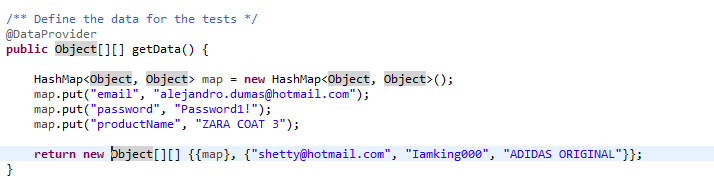 /** Define the data for the tests */
@DataProvider
public Object[][] getData() {
HashMap<Object, Object> map = new HashMap<Object, Object>();
map.put("email", "alejandro.dumas@hotmail.com");
map.put("password", "Password1!");
map.put("productName", "ZARA COAT 3");
return new Object[][] {{map}, {"shetty@hotmail.com", "Iamking000", "ADIDAS ORIGINAL"}};
}